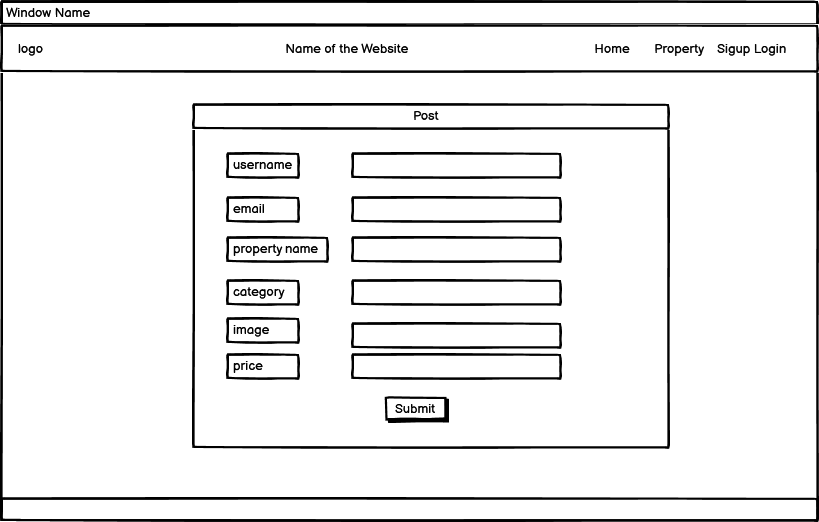 Window Name
logo Name of the Website Home Property Sigup Login
Post
username
email
property name
category
image
price
Submit